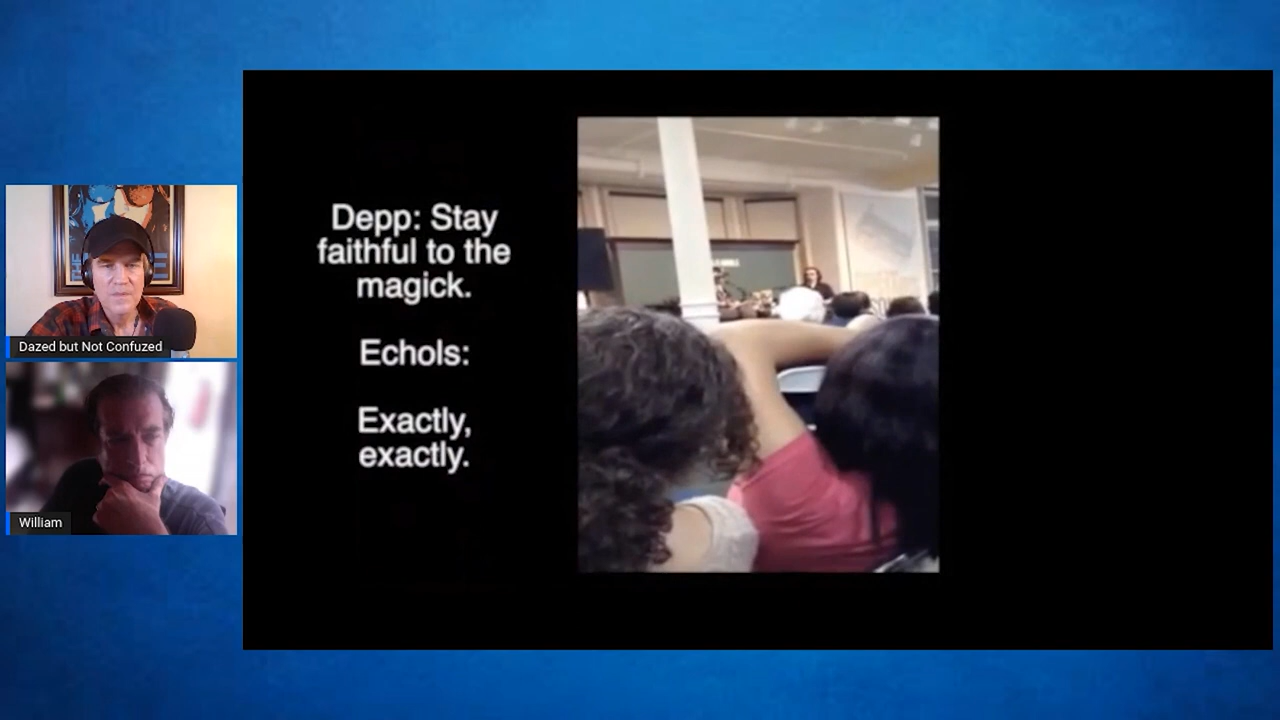 Depp: Stay
faithful to the
magick.
Echols:
Exactly,
exactly.
Dazed but Not Confuzed
William